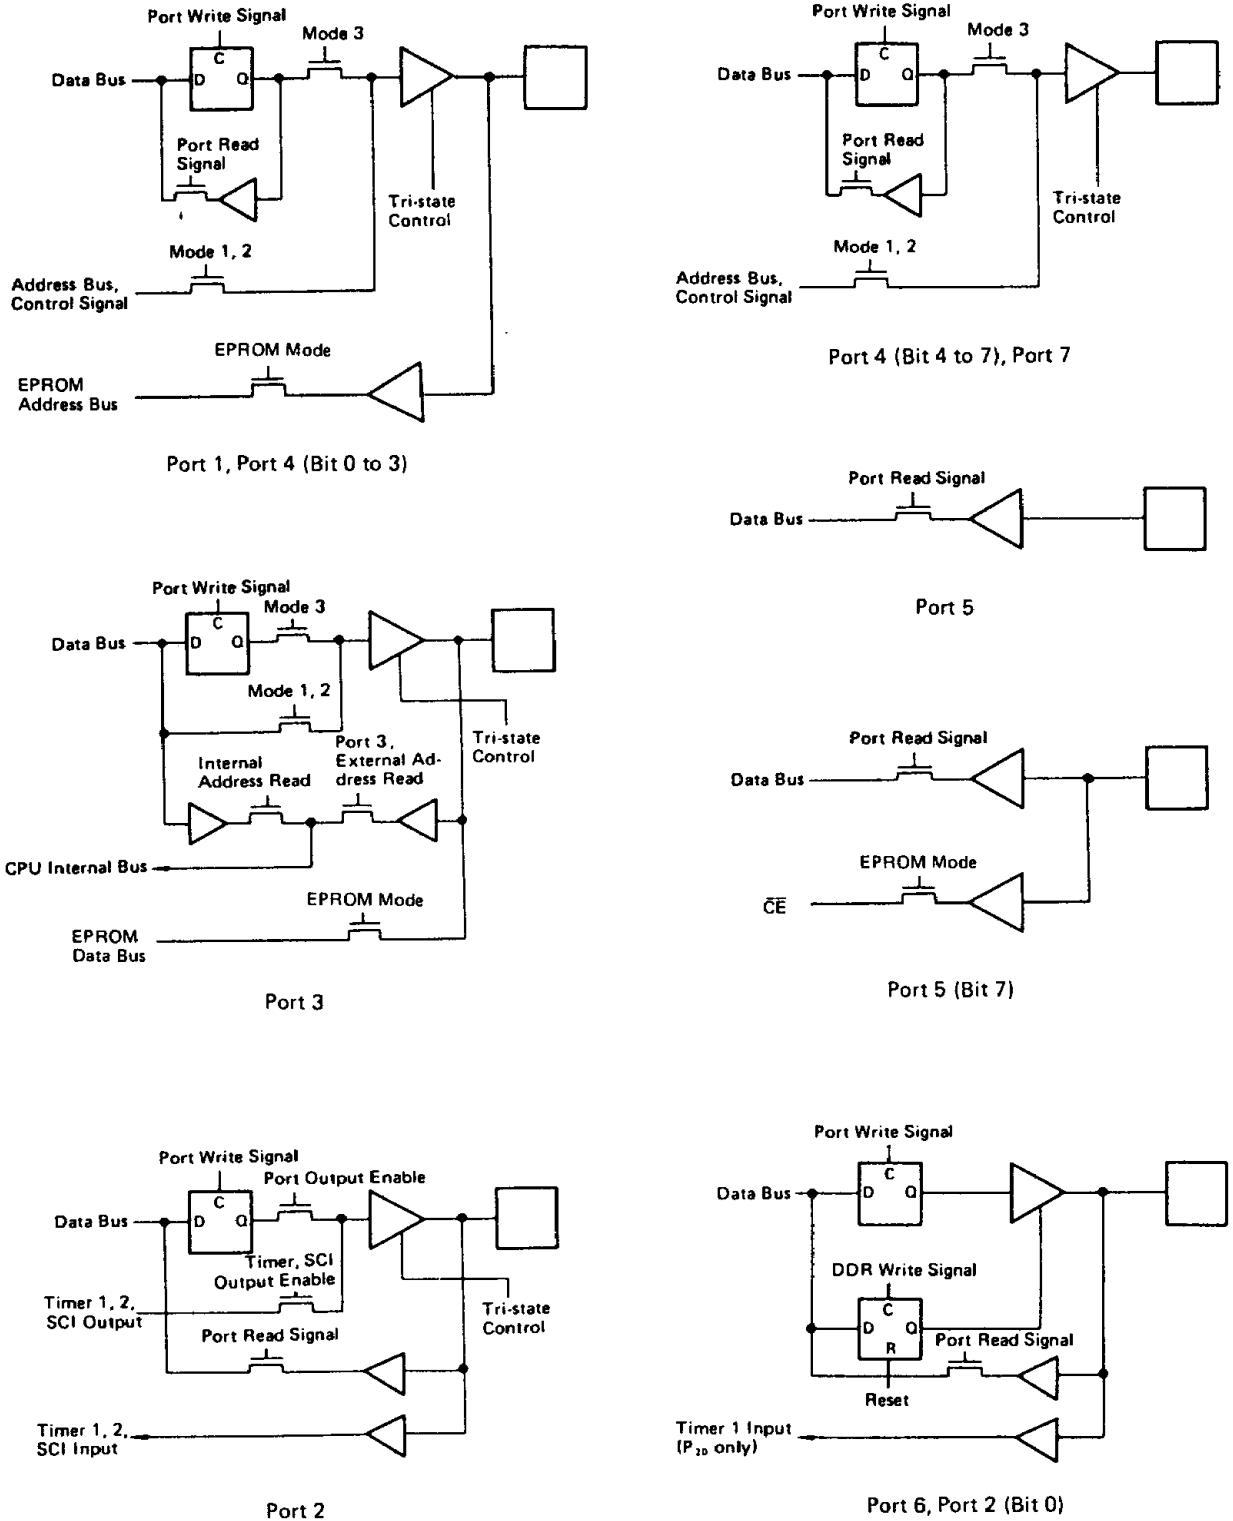 Port Write Signal
Mode 3
C
Data Bus
D
Q
Port Read
Signal
Tri-state
Control
Mode 1, 2
Address Bus,
Control Signal
EPROM Mode
EPROM
Address Bus
Port 1, Port 4 (Bit 0 to 3)
Port Write Signal
Mode 3
C
Data Bus
D
Q
Port Read
Signal
Tri-state
Control
Mode 1, 2
Address Bus,
Control Signal
Port 4 (Bit 4 to 7), Port 7
Port Read Signal
Data Bus
Port 5
Port Write Signal
Mode 3
C
Data Bus
D
Q
Mode 1, 2
Tri-state
Control
Port 3,
External Ad-
dress Read
Internal
Address Read
CPU Internal Bus
EPROM Mode
EPROM
Data Bus
Port 3
Port Read Signal
Data Bus
EPROM Mode
C̅E̅
Port 5 (Bit 7)
Port Write Signal
Port Output Enable
C
Data Bus
D
Q
Timer, SCI
Output Enable
Timer 1, 2,
SCI Output
Tri-state
Control
Port Read Signal
Timer 1, 2,
SCI Input
Port 2
Port Write Signal
C
Data Bus
D
Q
DDR Write Signal
C
D
Q
R
Port Read Signal
Reset
Timer 1 Input
(P₂₀ only)
Port 6, Port 2 (Bit 0)